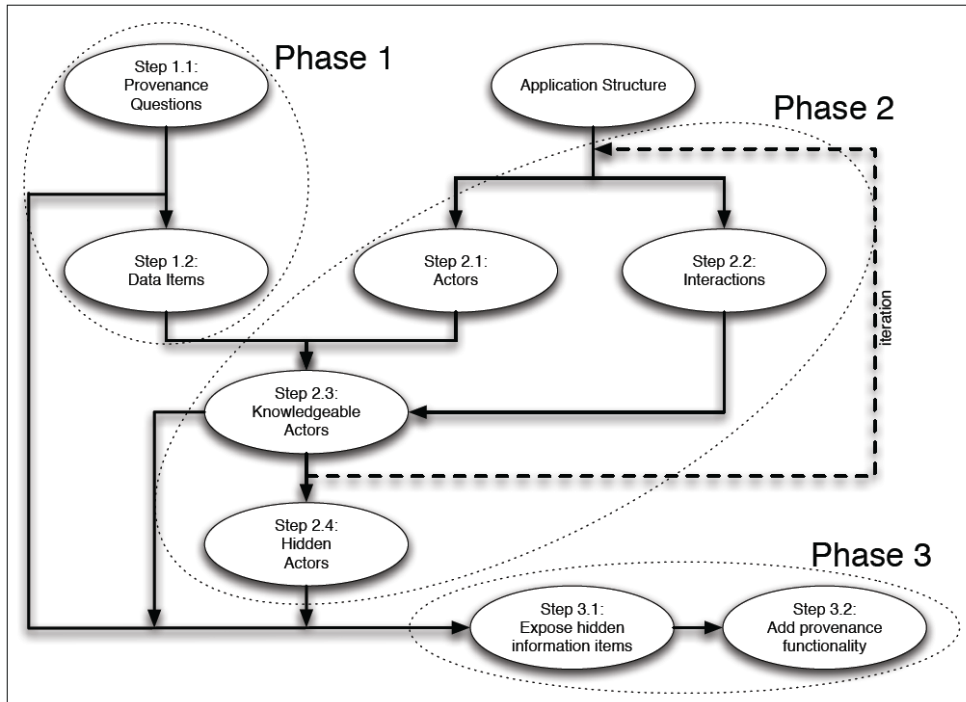 Phase 1
Step 1.1:
Provenance
Questions
Application Structure
Phase 2
Step 1.2:
Data Items
Step 2.1:
Actors
Step 2.2:
Interactions
iteration
Step 2.3:
Knowledgeable
Actors
Step 2.4:
Hidden
Actors
Phase 3
Step 3.1:
Expose hidden
information items
Step 3.2:
Add provenance
functionality